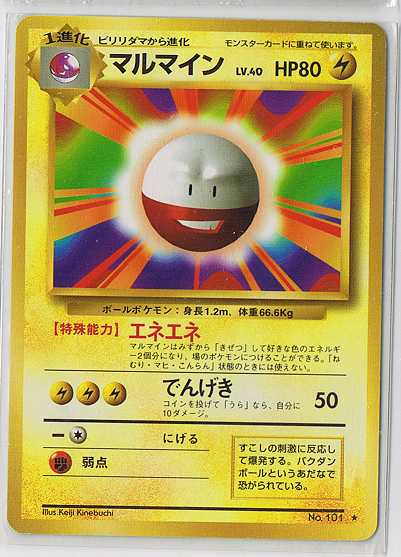 1進化 ピリリダマから進化 モンスターカードに重ねて使います。
マルマイン LV.40 HP80
ボールポケモン：身長1.2m、体重66.6Kg
【特殊能力】エネエネ
マルマインはみずから「きぜつ」して好きな色のエネルギ
ー2個分になり、場のポケモンにつけることができる。「ね
むり・マヒ・こんらん」状態のときには使えない。
でんげき 50
コインを投げて「うら」なら、自分に
10ダメージ。
にげる
弱点
すこしの刺激に反応し
て爆発する。バクダン
ボールというあだなで
恐がられている。
Illus.Keiji Kinebuchi No.101 ★